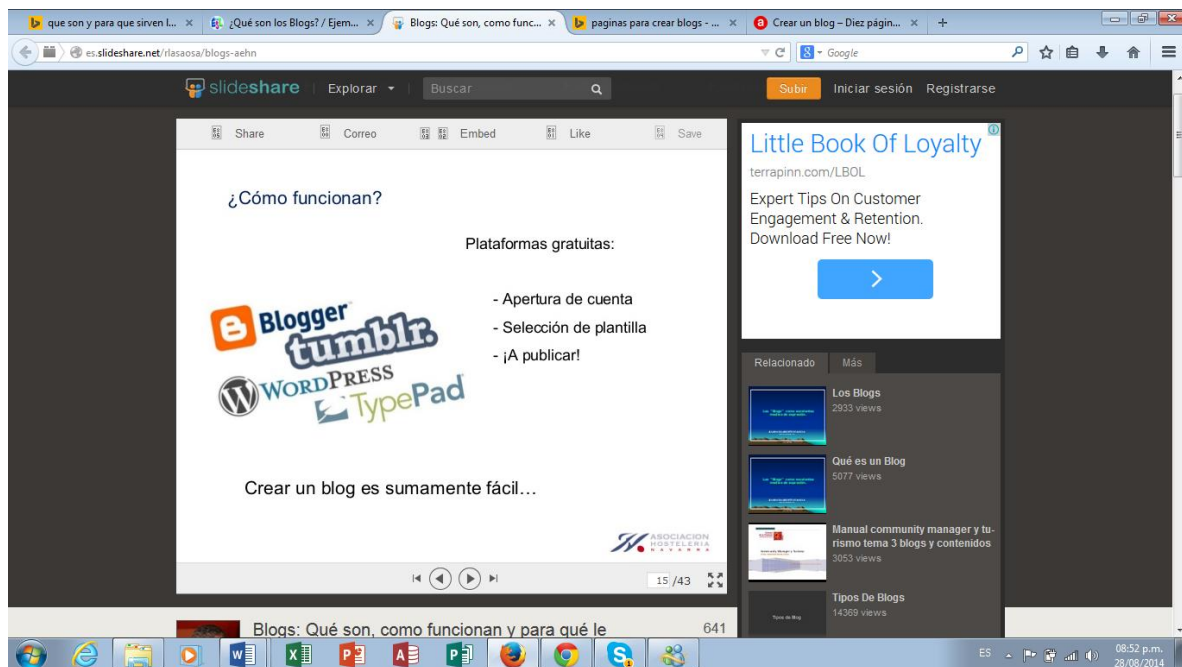 que son y para que sirven l...
¿Qué son los Blogs? / Ejem...
Blogs: Qué son, como func...
paginas para crear blogs - ...
Crear un blog – Diez págin...
es.slideshare.net/rlasaosa/blogs-aehn
Google
slideshare
Explorar
Buscar
Subir
Iniciar sesión
Registrarse
Share
Correo
Embed
Like
Save
¿Cómo funcionan?
Plataformas gratuitas:
- Apertura de cuenta
- Selección de plantilla
- ¡A publicar!
Blogger
tumblr.
WORDPRESS
TypePad
Crear un blog es sumamente fácil...
ASOCIACION
HOSTELERIA
NAVARRA
15 /43
Blogs: Qué son, como funcionan y para qué le
641
Little Book Of Loyalty
terrapinn.com/LBOL
Expert Tips On Customer
Engagement & Retention.
Download Free Now!
Relacionado
Más
Los Blogs
2933 views
Qué es un Blog
5077 views
Manual community manager y tu-
rismo tema 3 blogs y contenidos
3053 views
Tipos De Blogs
14369 views
Tipos de Blog
ES
08:52 p.m.
28/08/2014